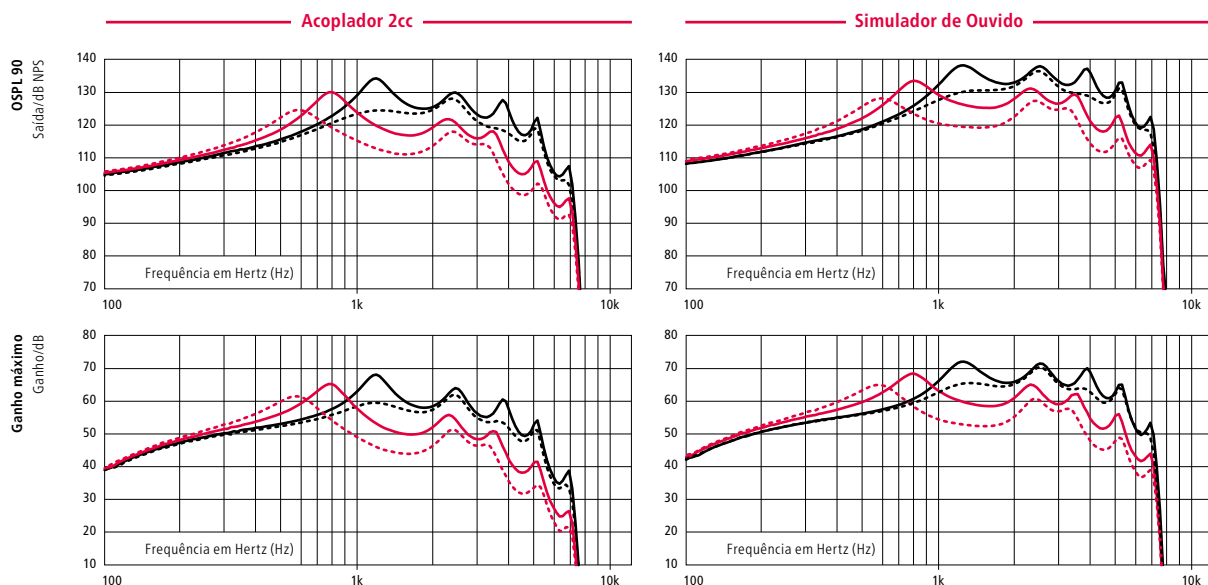 Acoplador 2cc
Simulador de Ouvido
OSPL 90
Saída/dB NPS
140
130
120
110
100
90
80
70
Frequência em Hertz (Hz)
100
1k
10k
140
130
120
110
100
90
80
70
Frequência em Hertz (Hz)
100
1k
10k
Ganho máximo
Ganho/dB
80
70
60
50
40
30
20
10
Frequência em Hertz (Hz)
100
1k
10k
80
70
60
50
40
30
20
10
Frequência em Hertz (Hz)
100
1k
10k